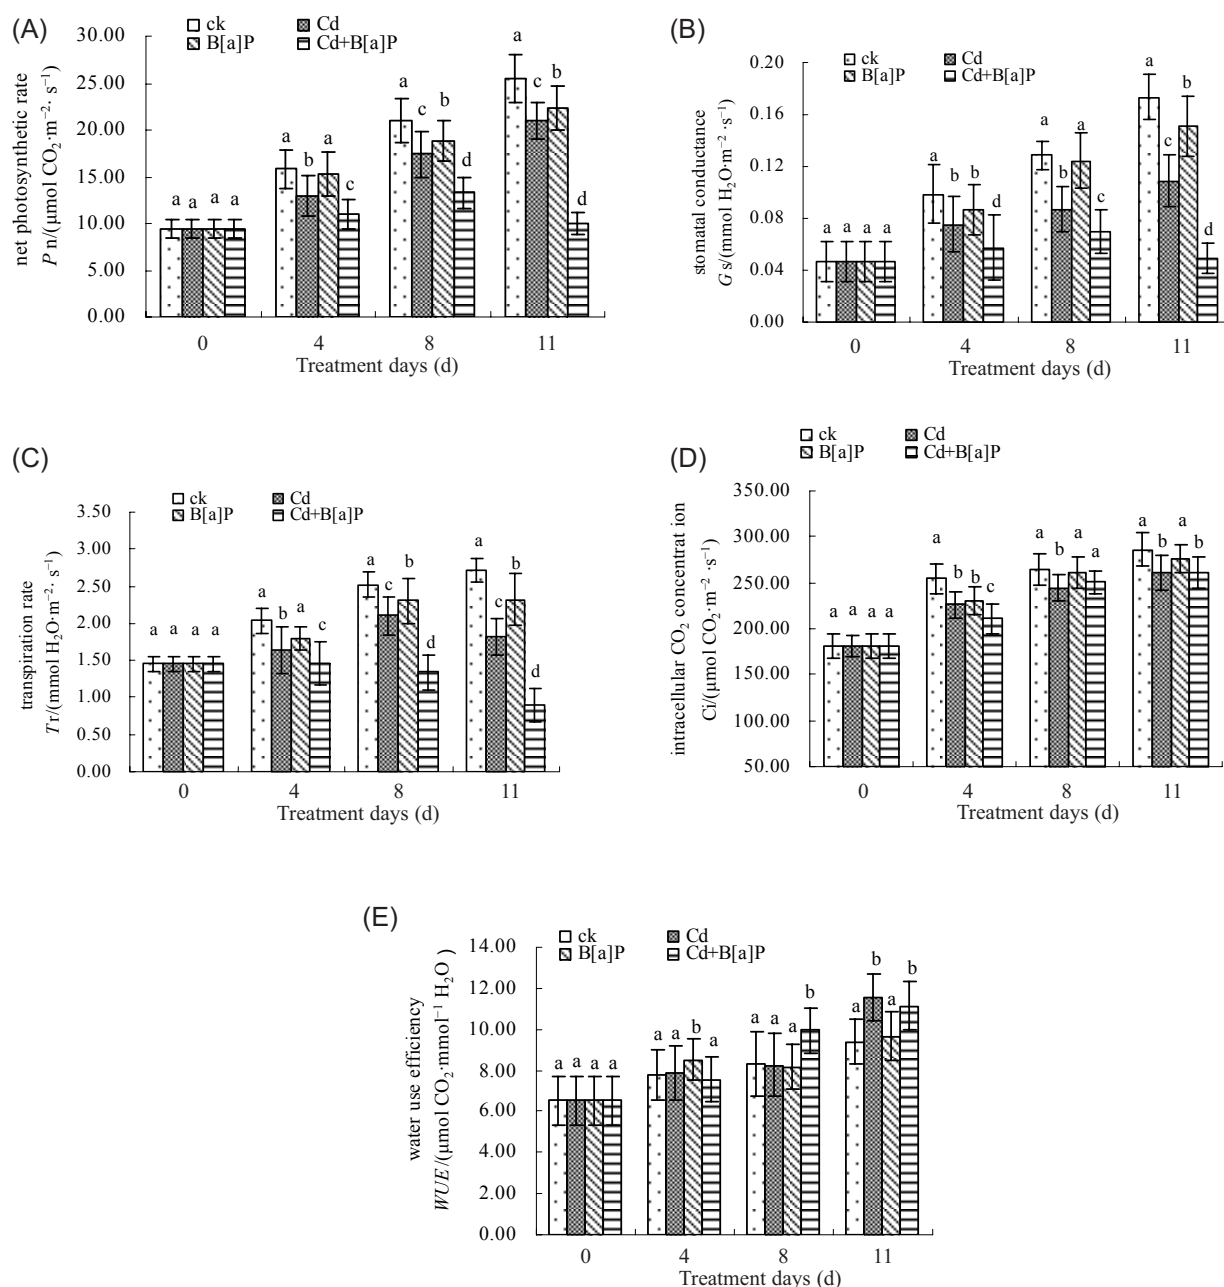 (A)
ck Cd
B[a]P Cd+B[a]P
net photosynthetic rate
Pn/(μmol CO₂·m⁻²· s⁻¹)
30.00
25.00
20.00
15.00
10.00
5.00
0.00
a a a a
a b a c
a c b d
a c b d
0 4 8 11
Treatment days (d)
(B)
ck Cd
B[a]P Cd+B[a]P
stomatal conductance
Gs/(mmol H₂O·m⁻² ·s⁻¹)
0.20
0.16
0.12
0.08
0.04
0.00
a a a a
a b b d
a b a c
a c b d
0 4 8 11
Treatment days (d)
(C)
ck Cd
B[a]P Cd+B[a]P
transpiration rate
Tr/(mmol H₂O·m⁻²· s⁻¹)
3.50
3.00
2.50
2.00
1.50
1.00
0.50
0.00
a a a a
a b a c
a c b d
a c b d
0 4 8 11
Treatment days (d)
(D)
ck Cd
B[a]P Cd+B[a]P
intracellular CO₂ concentrat ion
Ci/(μmol CO₂·m⁻² ·s⁻¹)
350.00
300.00
250.00
200.00
150.00
100.00
50.00
a a a a
a b b c
a b a a
a b a b
0 4 8 11
Treatment days (d)
(E)
ck Cd
B[a]P Cd+B[a]P
water use efficiency
WUE/(μmol CO₂·mmol⁻¹ H₂O )
14.00
12.00
10.00
8.00
6.00
4.00
2.00
0.00
a a a a
a a b a
a a a b
a b a b
0 4 8 11
Treatment days (d)